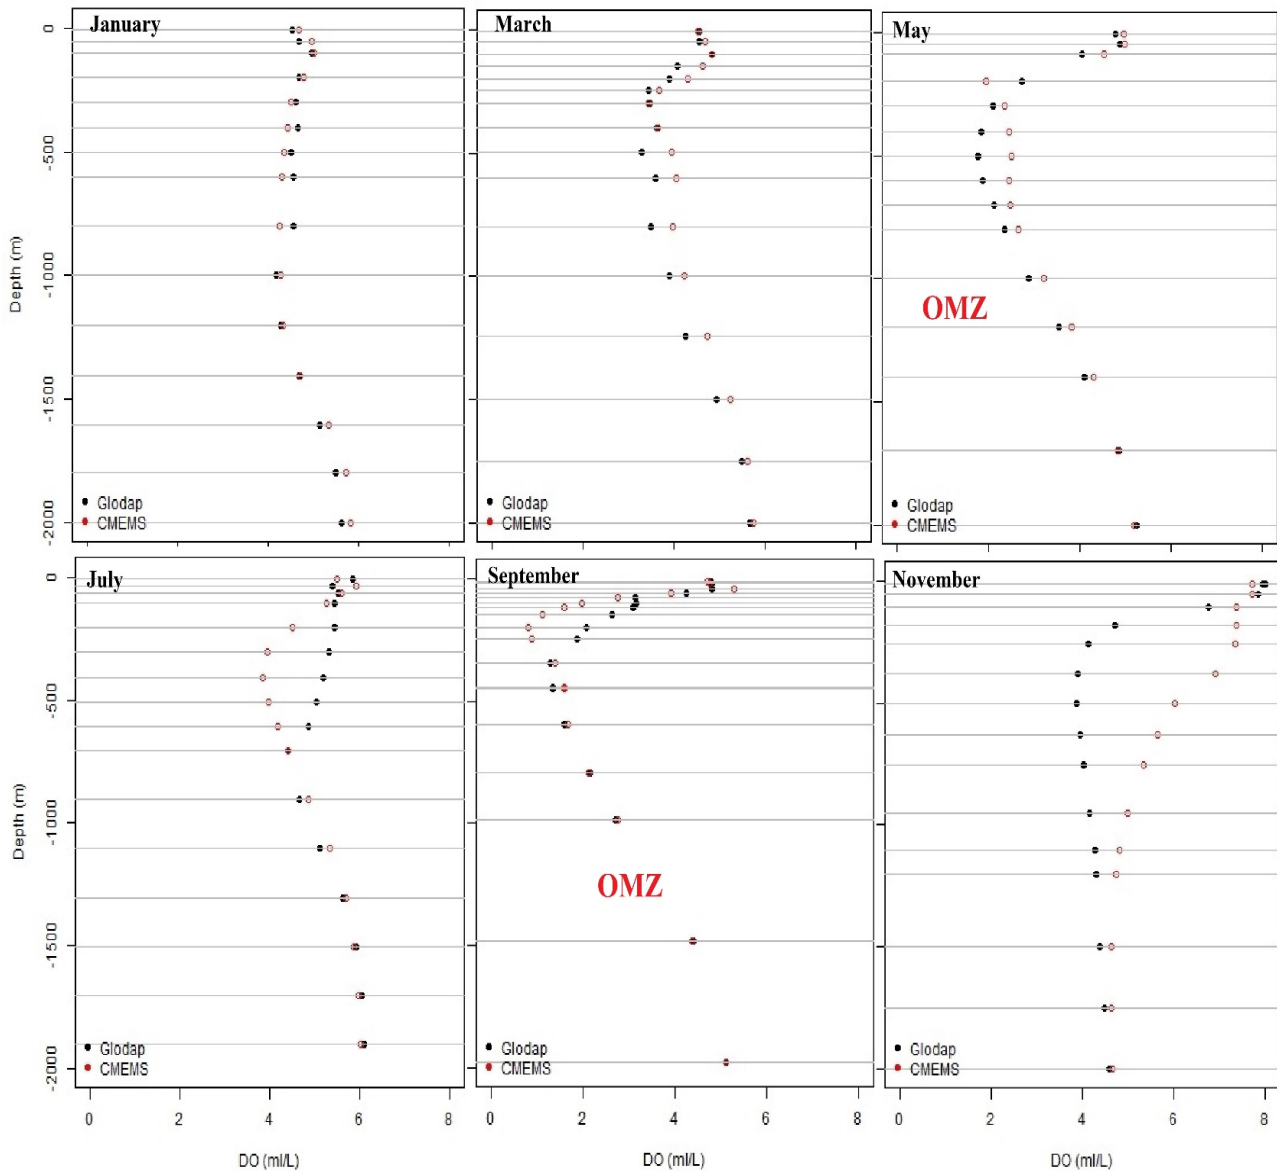 January
March
May
0
-500
-1000
-1500
-2000
Depth (m)
OMZ
Glodap
CMEMS
Glodap
CMEMS
Glodap
CMEMS
July
September
November
0
-500
-1000
-1500
-2000
Depth (m)
OMZ
Glodap
CMEMS
Glodap
CMEMS
Glodap
CMEMS
0 2 4 6 8
0 2 4 6 8
0 2 4 6 8
DO (ml/L)
DO (ml/L)
DO (ml/L)